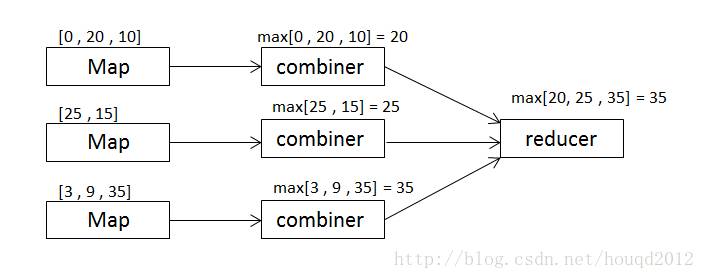 [0 , 20 , 10]
max[0 , 20 , 10] = 20
Map
combiner
[25 , 15]
max[25 , 15] = 25
max[20, 25 , 35] = 35
Map
combiner
reducer
[3 , 9 , 35]
max[3 , 9 , 35] = 35
Map
combiner
http://blog.csdn.net/houqd2012